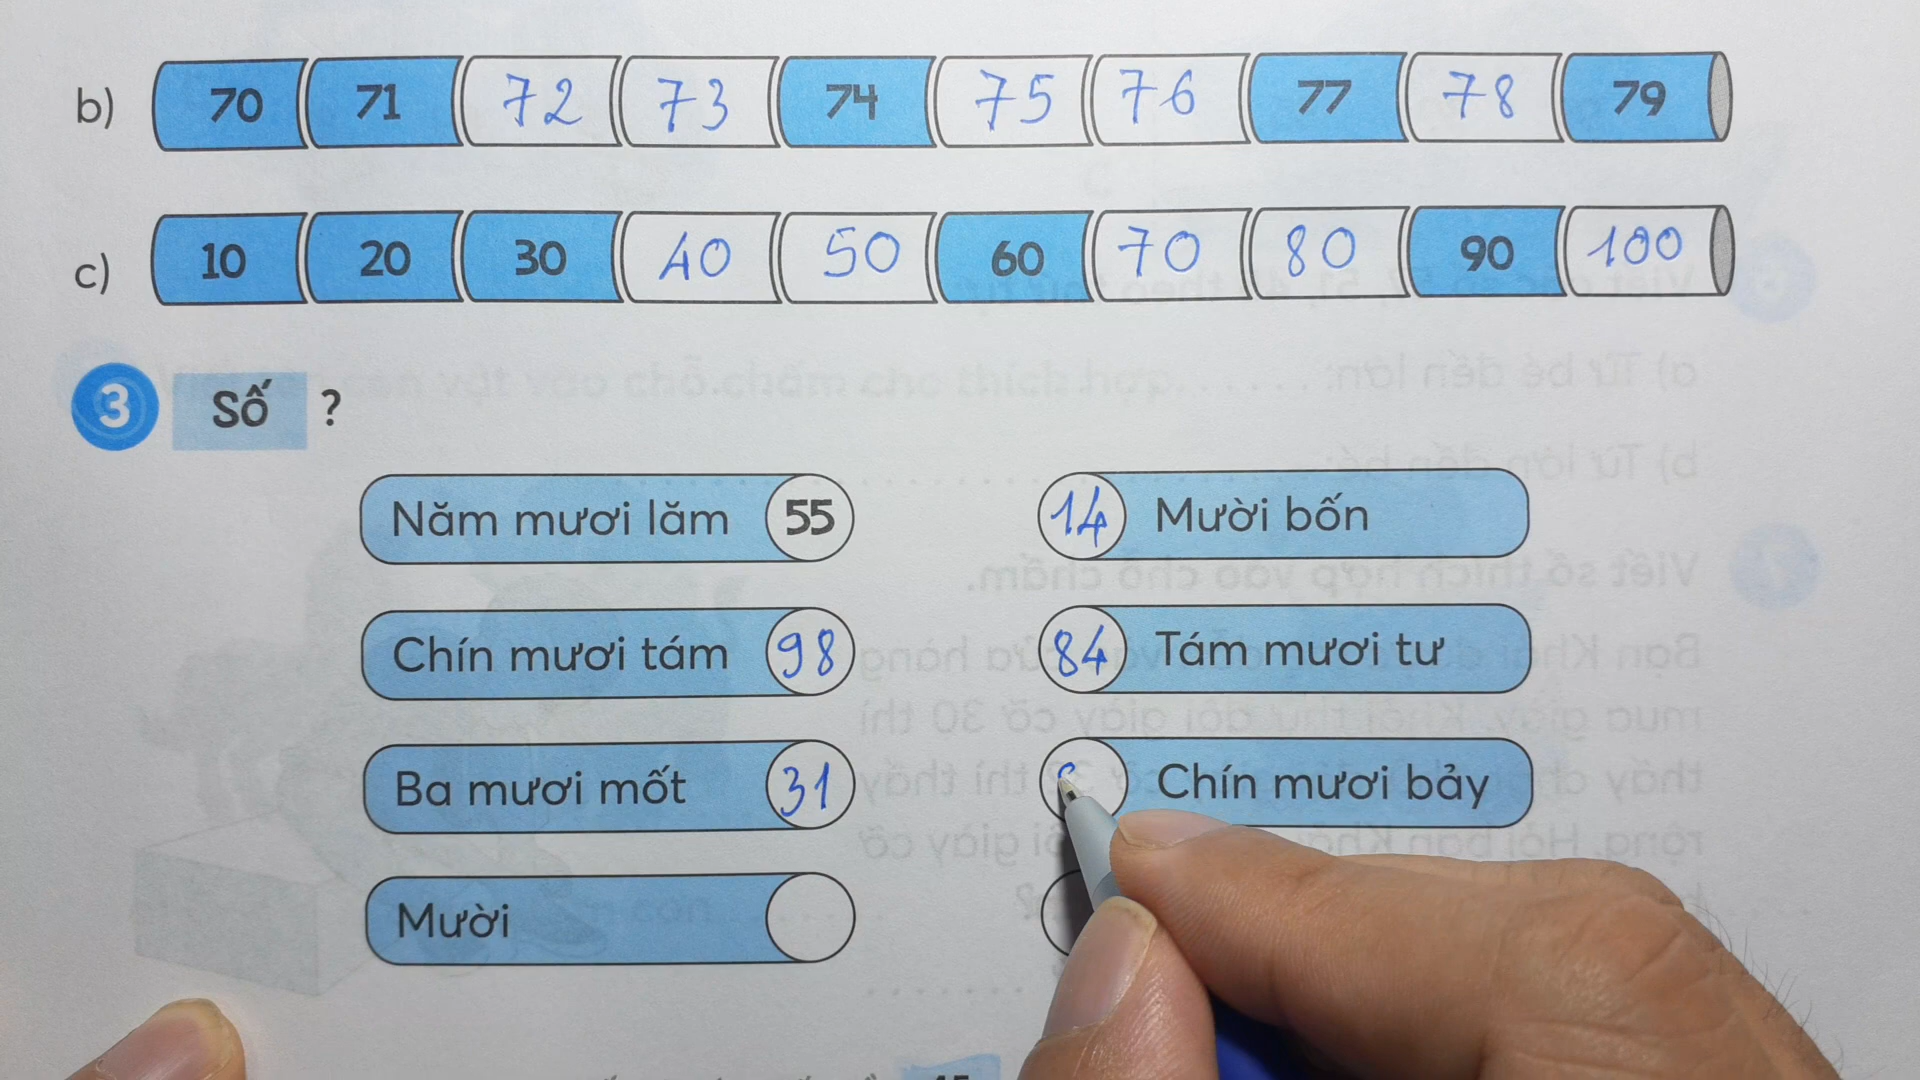 b) 70 71 72 73 74 75 76 77 78 79
c) 10 20 30 40 50 60 70 80 90 100
3 Số ?
Năm mươi lăm 55 14 Mười bốn
Chín mươi tám 98 84 Tám mươi tư
Ba mươi mốt 31 Chín mươi bảy
Mười